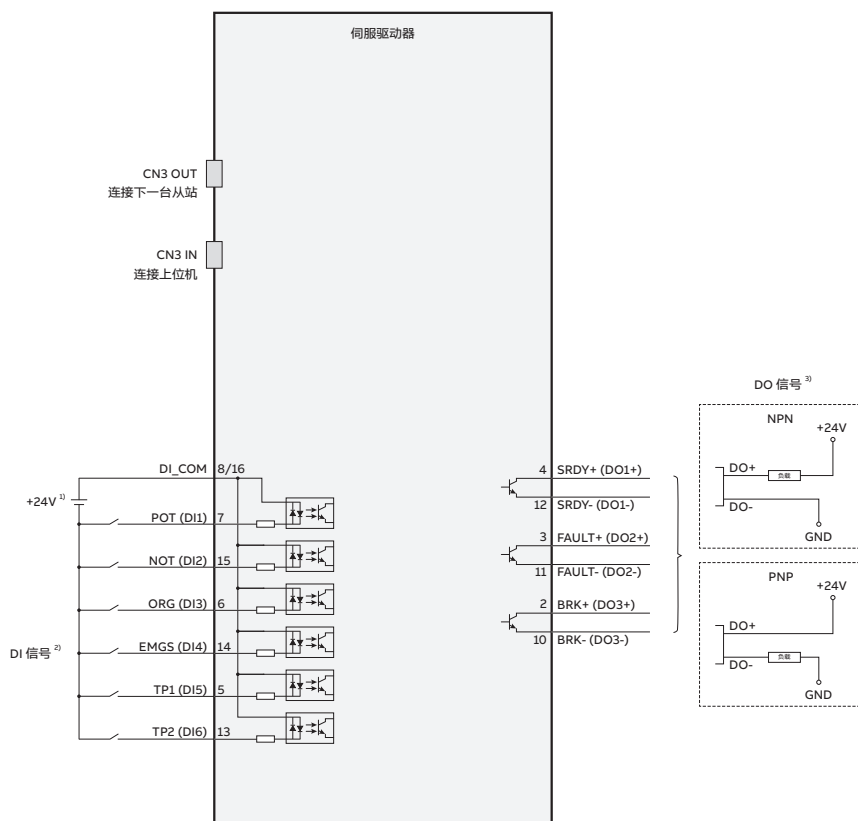 伺服驱动器
CN3 OUT
连接下一台从站
CN3 IN
连接上位机
DI_COM 8/16
+24V 1)
POT (DI1) 7
NOT (DI2) 15
ORG (DI3) 6
DI 信号 2)
EMGS (DI4) 14
TP1 (DI5) 5
TP2 (DI6) 13
4 SRDY+ (DO1+)
12 SRDY- (DO1-)
3 FAULT+ (DO2+)
11 FAULT- (DO2-)
2 BRK+ (DO3+)
10 BRK- (DO3-)
DO 信号 3)
NPN
+24V
DO+
负载
DO-
GND
PNP
+24V
DO+
DO-
负载
GND